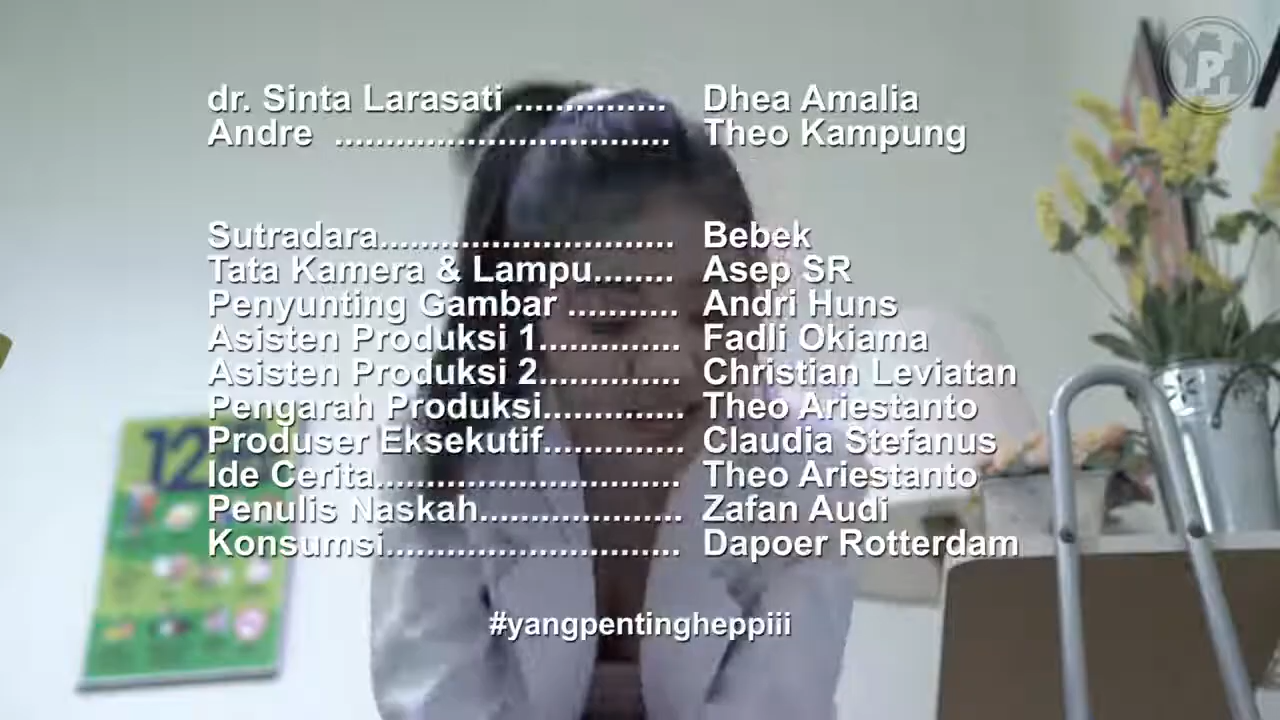 YPH
dr. Sinta Larasati ............... Dhea Amalia
Andre ................................. Theo Kampung
Sutradara............................. Bebek
Tata Kamera & Lampu........ Asep SR
Penyunting Gambar ........... Andri Huns
Asisten Produksi 1.............. Fadli Okiama
Asisten Produksi 2.............. Christian Leviatan
Pengarah Produksi.............. Theo Ariestanto
Produser Eksekutif.............. Claudia Stefanus
Ide Cerita.............................. Theo Ariestanto
Penulis Naskah.................... Zafan Audi
Konsumsi............................. Dapoer Rotterdam
12
#yangpentingheppiii